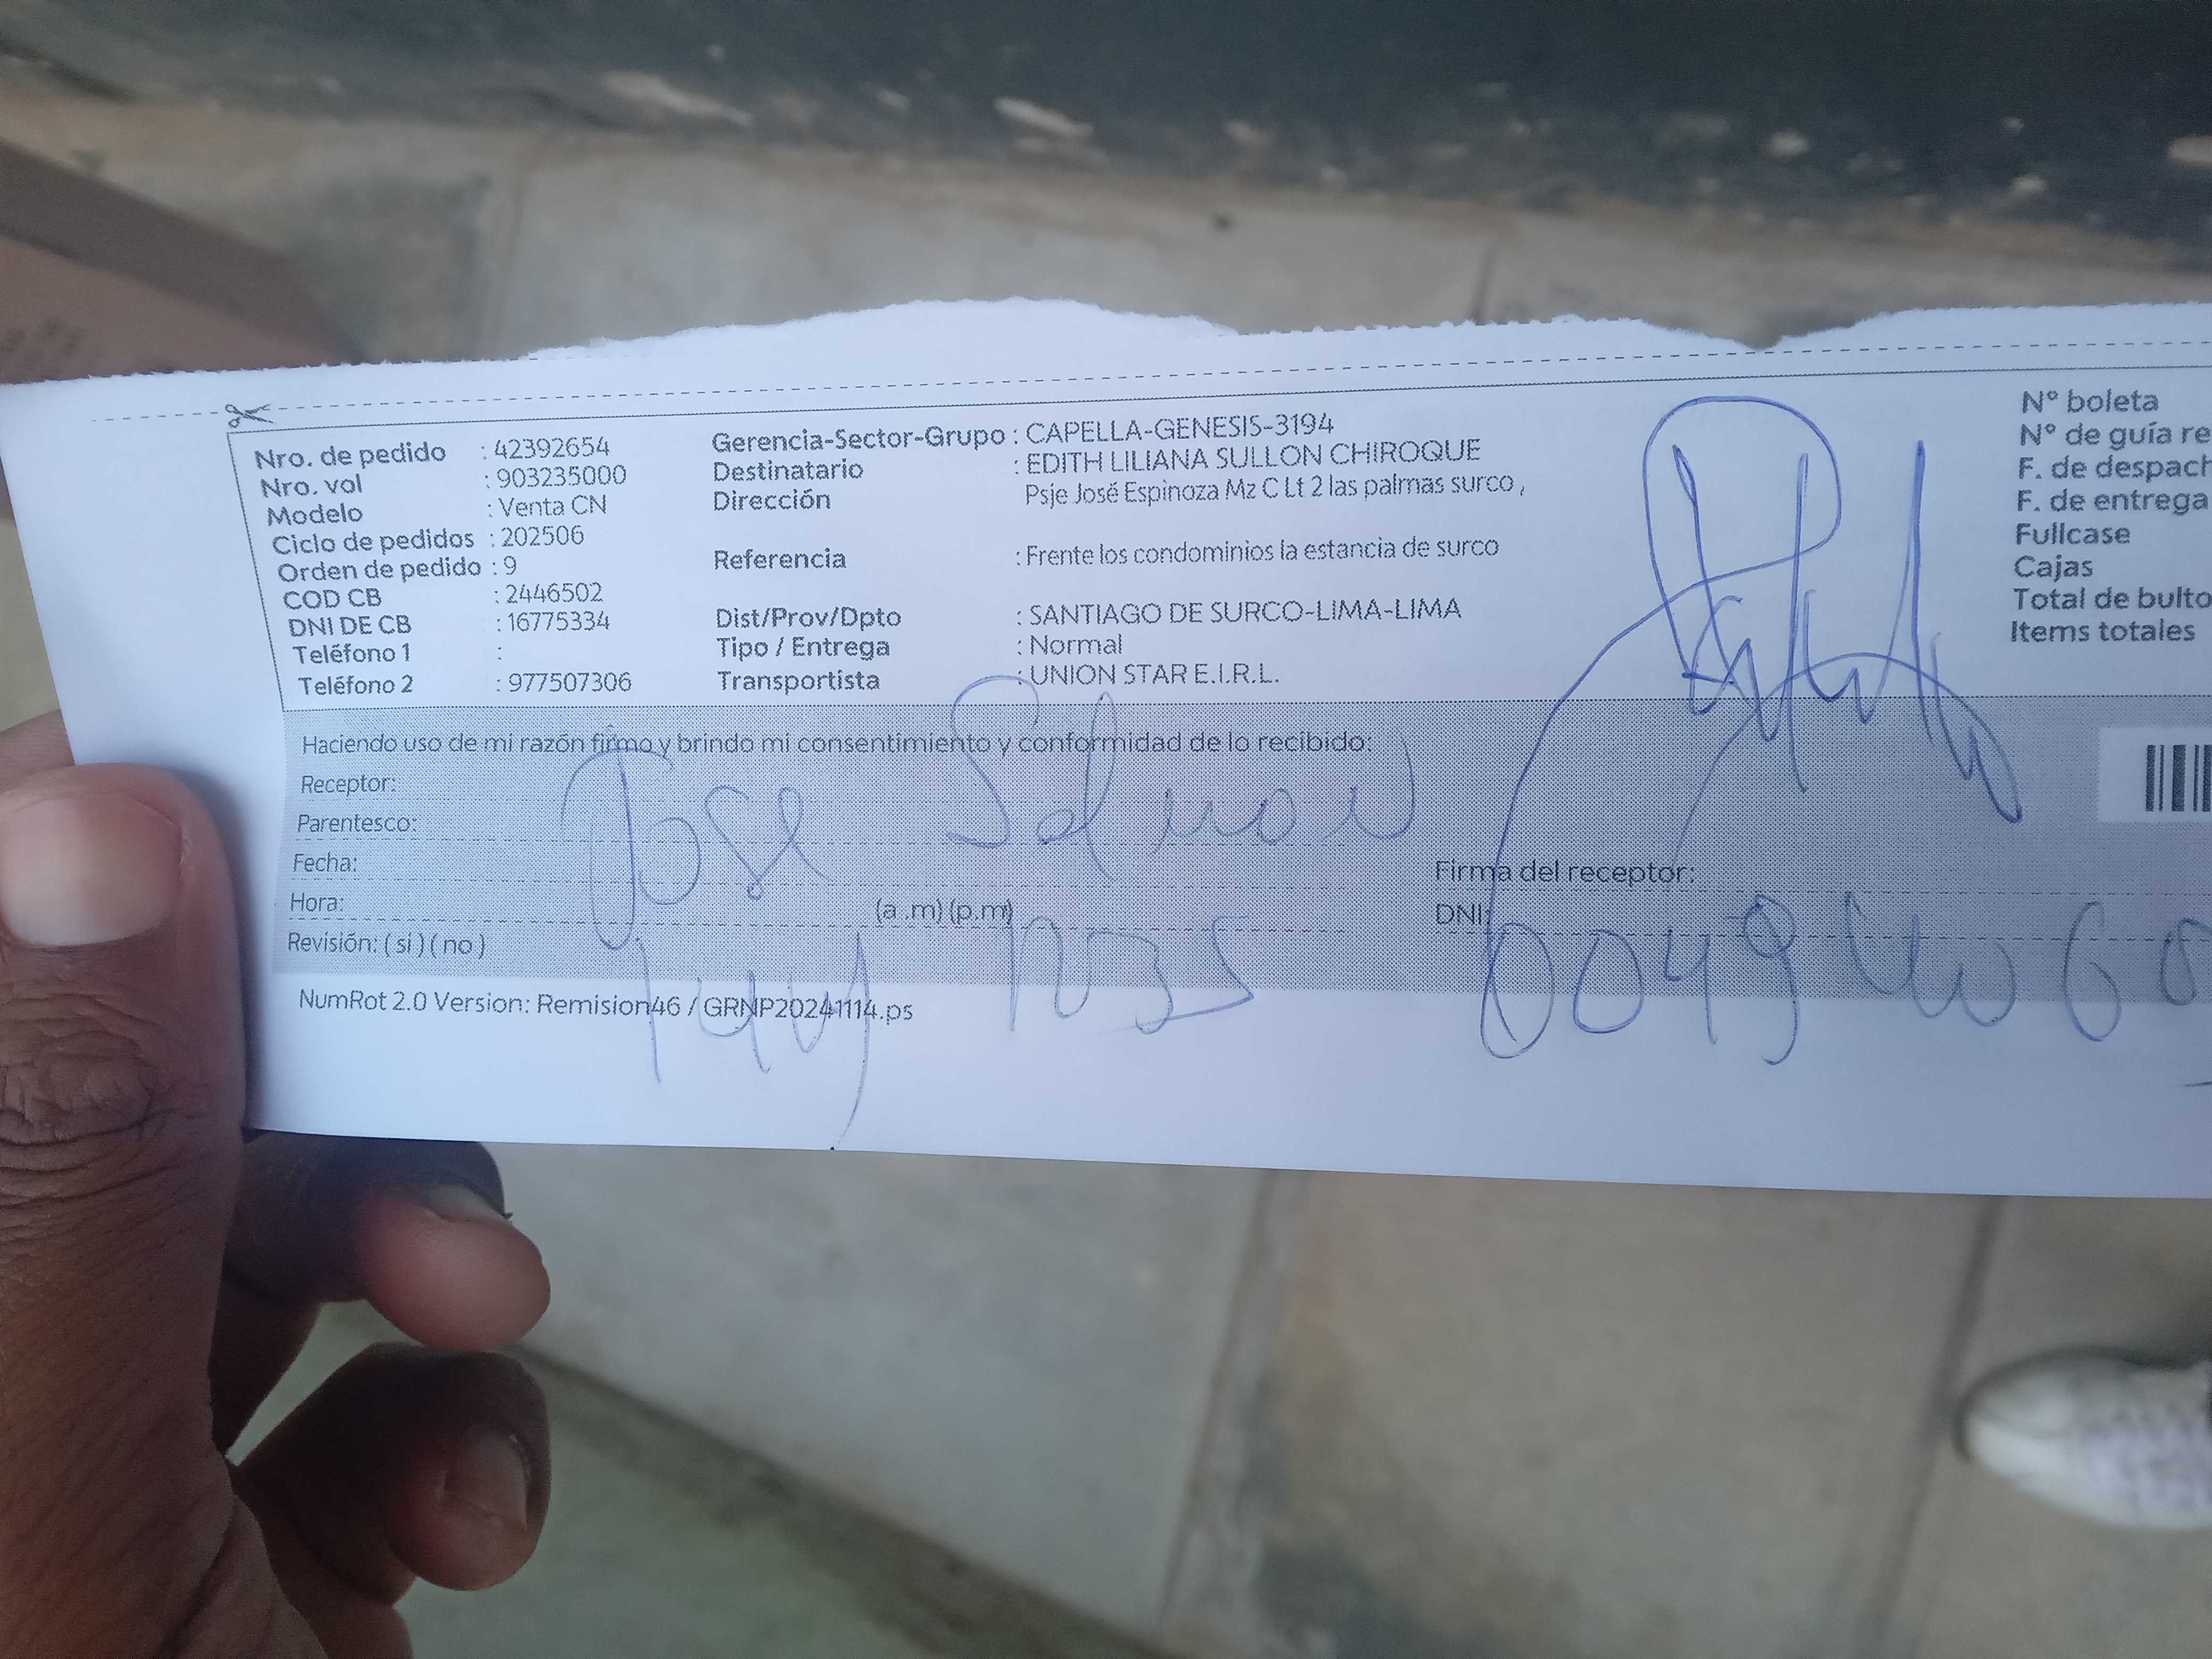 Nro. de pedido : 42392654
Nro. vol : 903235000
Modelo : Venta CN
Ciclo de pedidos : 202506
Orden de pedido : 9
COD CB : 2446502
DNI DE CB : 16775334
Teléfono 1 :
Teléfono 2 : 977507306
Gerencia-Sector-Grupo : CAPELLA-GENESIS-3194
Destinatario : EDITH LILIANA SULLON CHIROQUE
Dirección Psje José Espinoza Mz C Lt 2 las palmas surco ,
Referencia : Frente los condominios la estancia de surco
Dist/Prov/Dpto : SANTIAGO DE SURCO-LIMA-LIMA
Tipo / Entrega : Normal
Transportista : UNION STAR E.I.R.L.
N° boleta
N° de guía re
F. de despach
F. de entrega
Fullcase
Cajas
Total de bulto
Items totales
Haciendo uso de mi razón firmo y brindo mi consentimiento y conformidad de lo recibido:
Receptor:
Parentesco:
Jose
Fecha:
Firma del receptor:
Hora: (a .m) (p.m)
DNI:
Revisión: ( si ) ( no )
NumRot 2.0 Version: Remision46 / GRNP20241114.ps